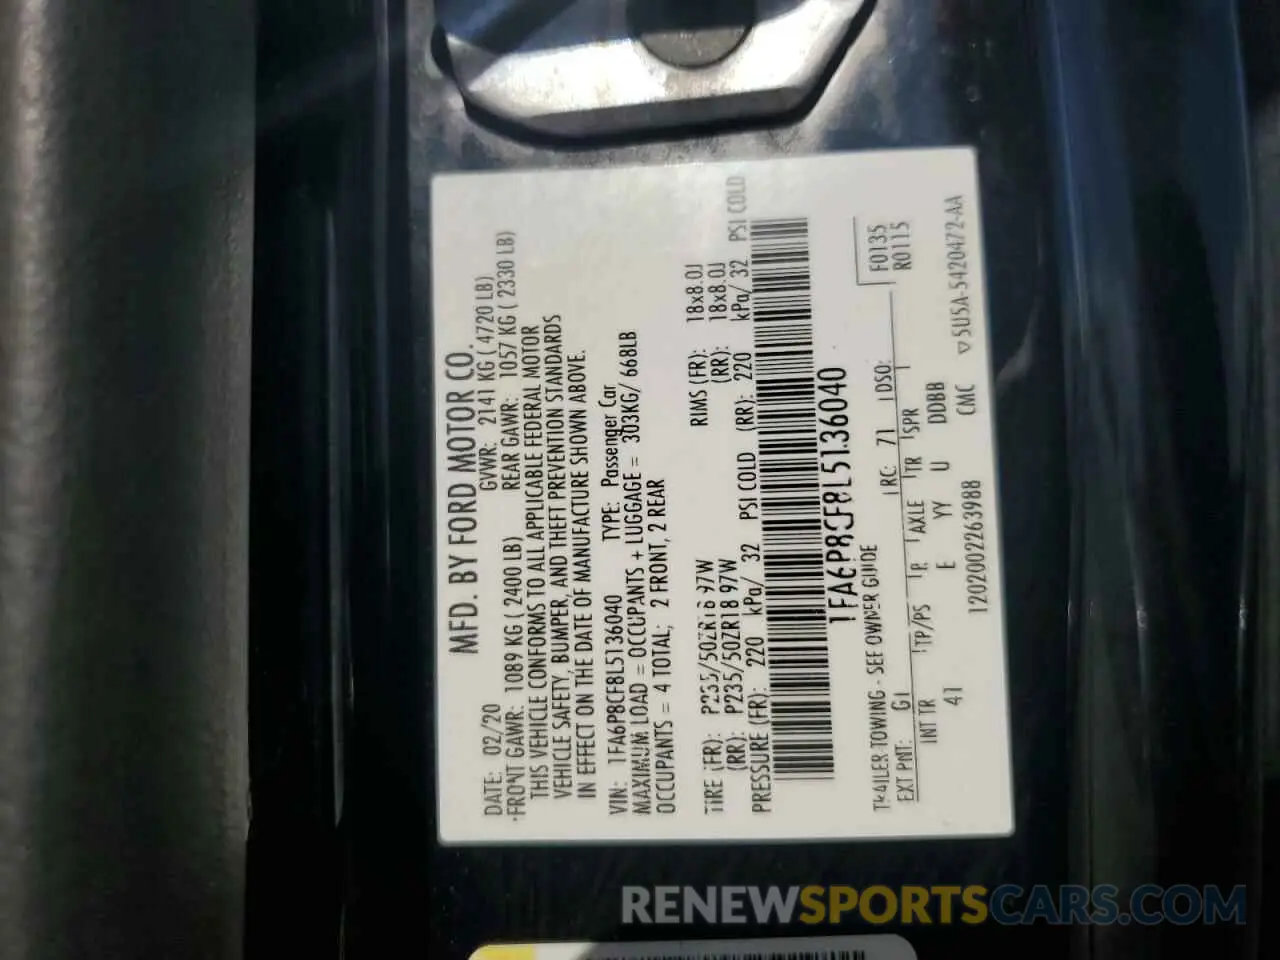 MFD. BY FORD MOTOR CO.
DATE: 02/20 GVWR: 2141 KG ( 4720 LB)
FRONT GAWR: 1089 KG ( 2400 LB) REAR GAWR: 1057 KG ( 2330 LB)
THIS VEHICLE CONFORMS TO ALL APPLICABLE FEDERAL MOTOR
VEHICLE SAFETY, BUMPER, AND THEFT PREVENTION STANDARDS
IN EFFECT ON THE DATE OF MANUFACTURE SHOWN ABOVE.
VIN: 1FA6P8CF8L5136040 TYPE: Passenger Car
MAXIMUM LOAD = OCCUPANTS + LUGGAGE = 303KG/ 668LB
OCCUPANTS = 4 TOTAL; 2 FRONT, 2 REAR
TIRE (FR): P235/50ZR18 97W RIMS (FR): 18x8.0J
(RR): P235/50ZR18 97W (RR): 18x8.0J
PRESSURE (FR): 220 kPa/ 32 PSI COLD (RR): 220 kPa/ 32 PSI COLD
1FA6P8CF8L5136040
TRAILER TOWING - SEE OWNER GUIDE
F0135
R0115
EXT PNT: G1 RC: 71 DSO:
INT TR TP/PS R AXLE TR SPR
41 E YY U DDBB
1202002263988 CMC ▽5U5A-5420472-AA
RENEWSPORTSCARS.COM